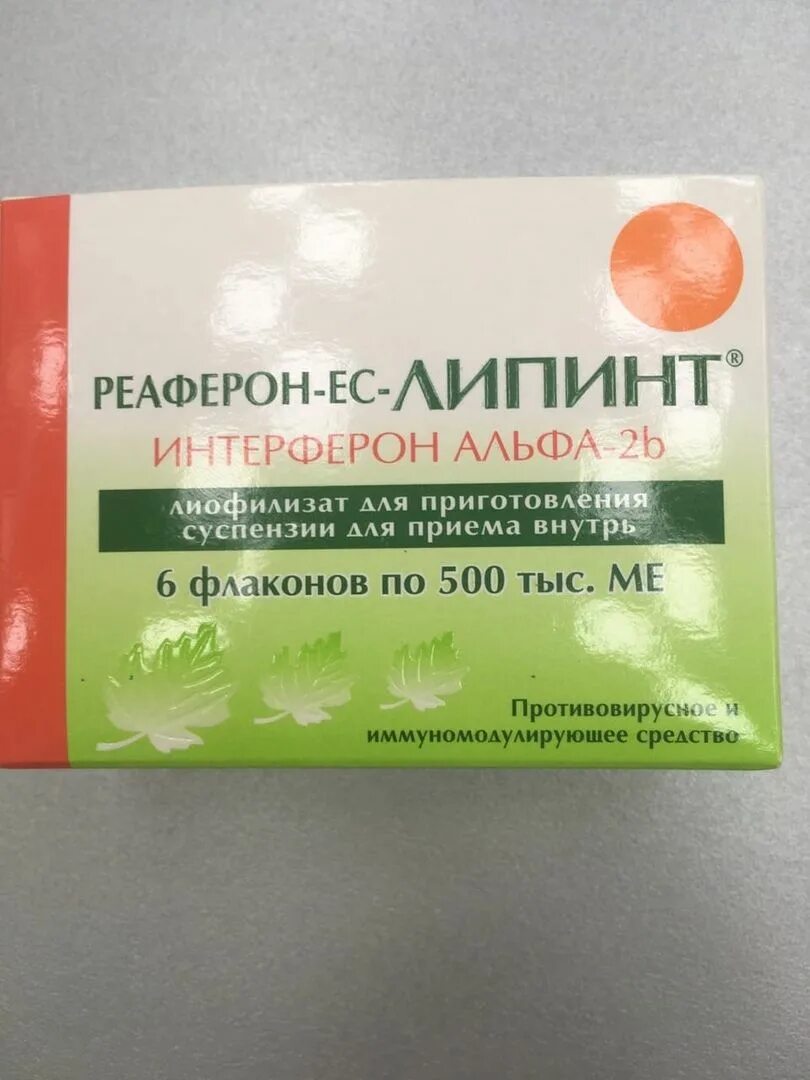 РЕАФЕРОН-ЕС-ЛИПИНТ®
ИНТЕРФЕРОН АЛЬФА-2b
лиофилизат для приготовления
суспензии для приема внутрь
6 флаконов по 500 тыс. МЕ
Противовирусное и
иммуномодулирующее средство